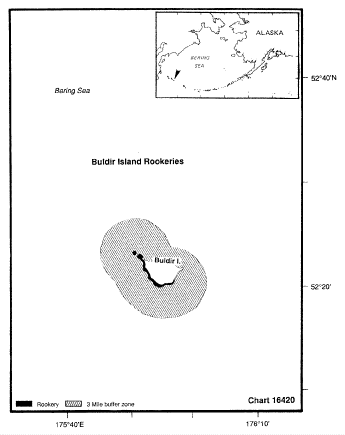 ALASKA
BERING
SEA
52°40'N
Bering Sea
Buldir Island Rookeries
Buldir I.
52°20'
Rookery
3 Mile buffer zone
Chart 16420
175°40'E
176°10'